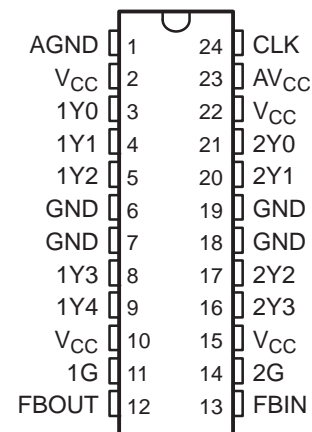 AGND 1 24 CLK
VCC 2 23 AVCC
1Y0 3 22 VCC
1Y1 4 21 2Y0
1Y2 5 20 2Y1
GND 6 19 GND
GND 7 18 GND
1Y3 8 17 2Y2
1Y4 9 16 2Y3
VCC 10 15 VCC
1G 11 14 2G
FBOUT 12 13 FBIN